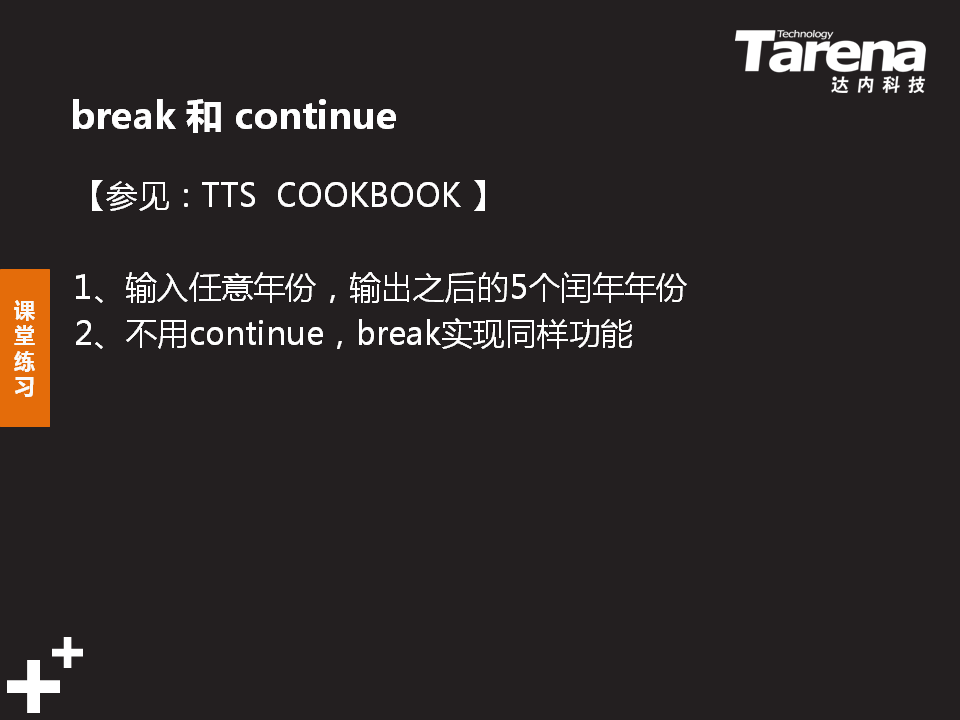 Technology
Tarena
达内科技
break 和 continue
【参见：TTS COOKBOOK 】
1、输入任意年份，输出之后的5个闰年年份
2、不用continue，break实现同样功能
课
堂
练
习